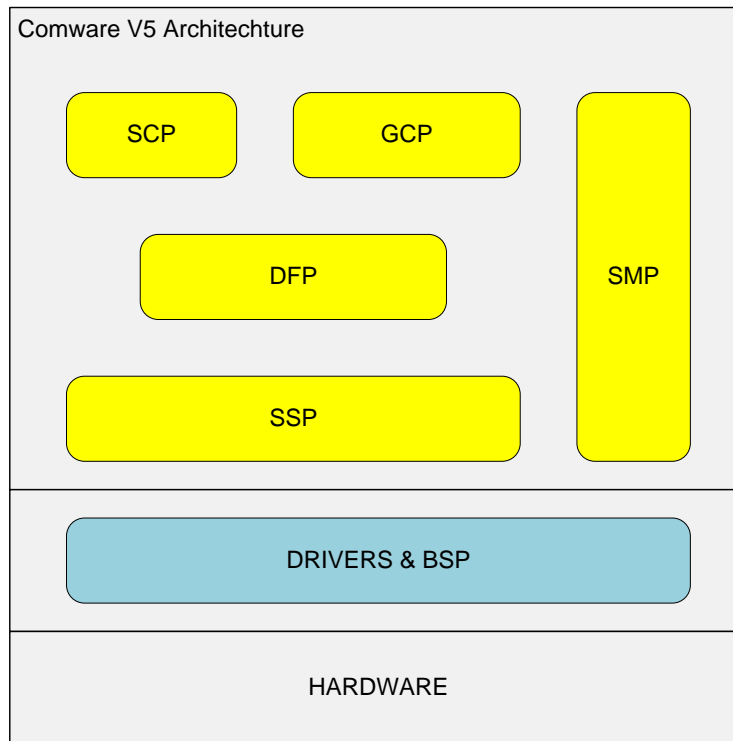 Comware V5 Architechture
SCP
GCP
DFP
SMP
SSP
DRIVERS & BSP
HARDWARE